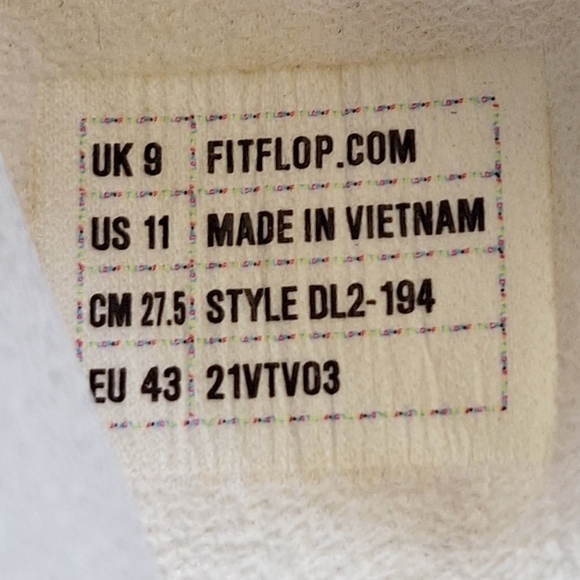 UK 9 FITFLOP.COM
US 11 MADE IN VIETNAM
CM 27.5 STYLE DL2-194
EU 43 21VTV03